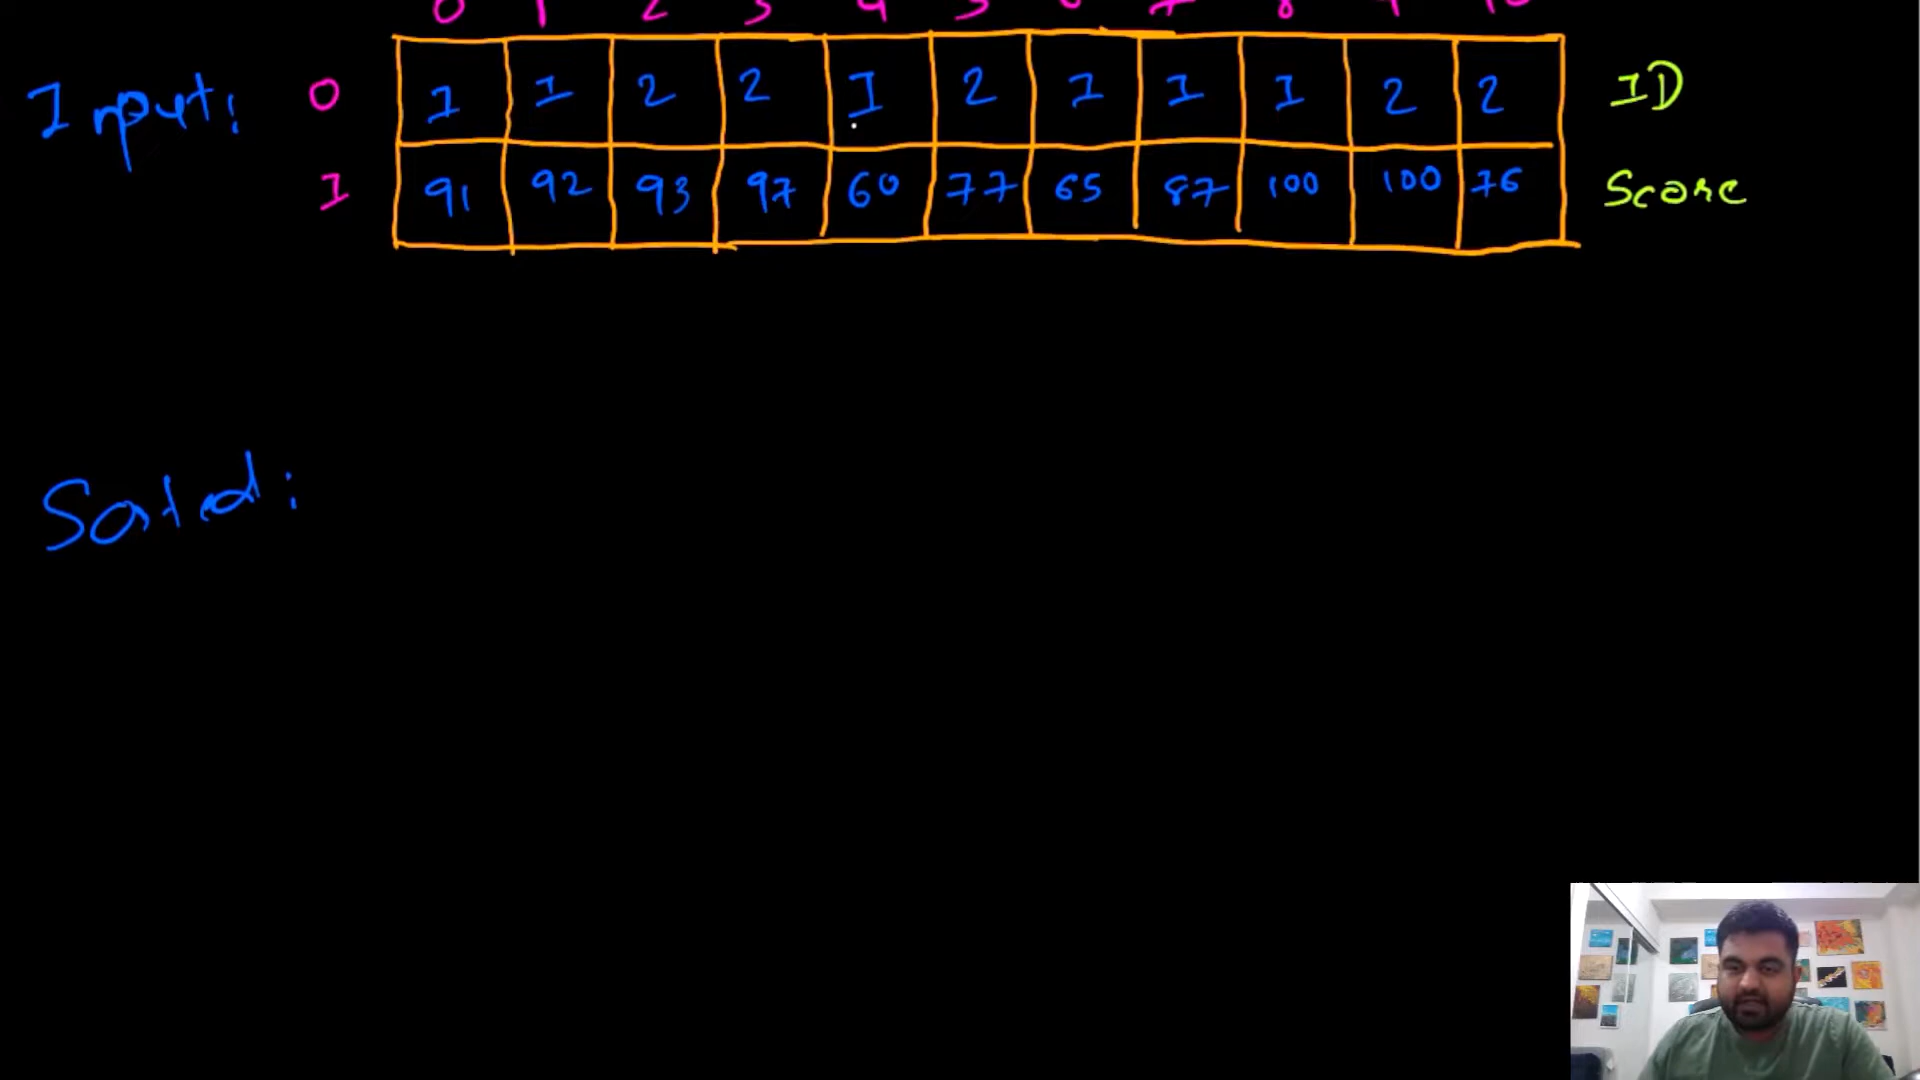 0 1 2 3 4 5 6 7 8 9 10
Input: 0 1 1 2 2 1 2 1 1 1 2 2 ID
1 91 92 93 97 60 77 65 87 100 100 76 Score
Sorted: